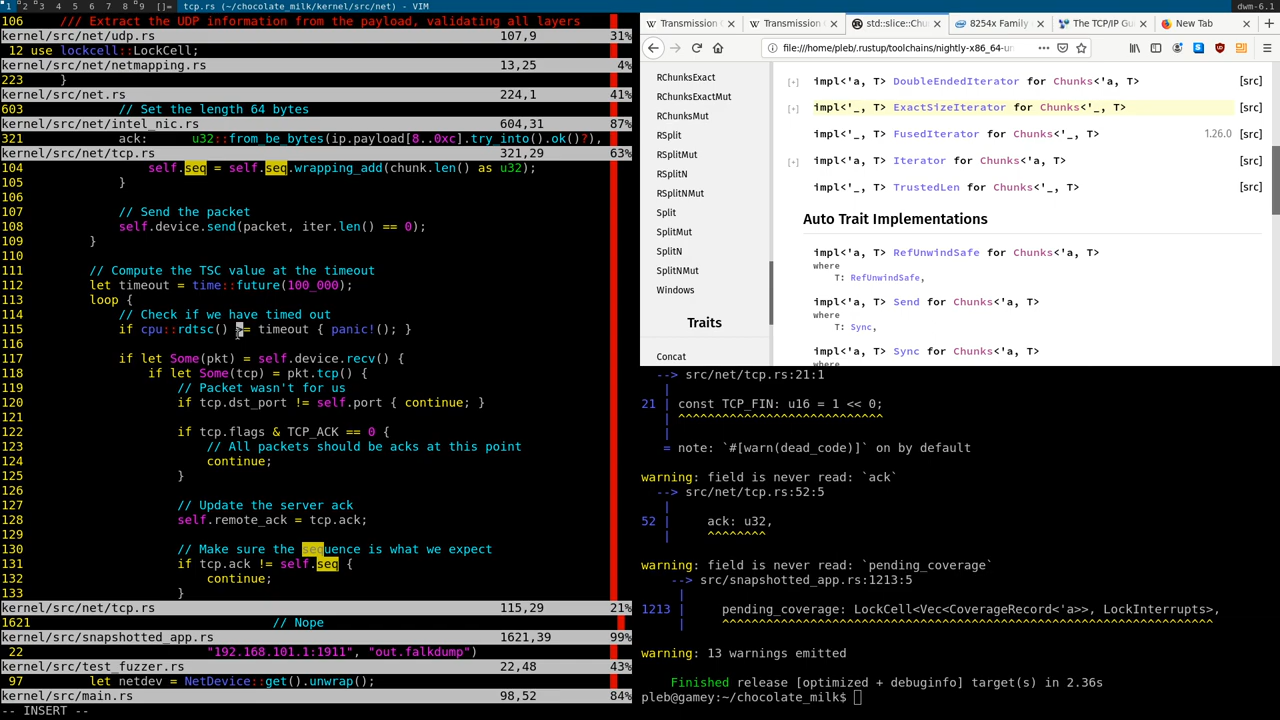 1 2 3 4 5 6 7 8 9 []= tcp.rs (~/chocolate_milk/kernel/src/net) - VIM
dwm-6.1
106 /// Extract the UDP information from the payload, validating all layers
kernel/src/net/udp.rs 107,9 31%
12 use lockcell::LockCell;
kernel/src/net/netmapping.rs 13,25 4%
223 }
kernel/src/net.rs 224,1 41%
603 // Set the length 64 bytes
kernel/src/net/intel_nic.rs 604,31 87%
321 ack: u32::from_be_bytes(ip.payload[8..0xc].try_into().ok()?),
kernel/src/net/tcp.rs 321,29 63%
104 self.seq = self.seq.wrapping_add(chunk.len() as u32);
105 }
106
107 // Send the packet
108 self.device.send(packet, iter.len() == 0);
109 }
110
111 // Compute the TSC value at the timeout
112 let timeout = time::future(100_000);
113 loop {
114 // Check if we have timed out
115 if cpu::rdtsc() >= timeout { panic!(); }
116
117 if let Some(pkt) = self.device.recv() {
118 if let Some(tcp) = pkt.tcp() {
119 // Packet wasn't for us
120 if tcp.dst_port != self.port { continue; }
121
122 if tcp.flags & TCP_ACK == 0 {
123 // All packets should be acks at this point
124 continue;
125 }
126
127 // Update the server ack
128 self.remote_ack = tcp.ack;
129
130 // Make sure the sequence is what we expect
131 if tcp.ack != self.seq {
132 continue;
133 }
kernel/src/net/tcp.rs 115,29 21%
1621 // Nope
kernel/src/snapshotted_app.rs 1621,39 99%
22 "192.168.101.1:1911", "out.falkdump")
kernel/src/test_fuzzer.rs 22,48 43%
97 let netdev = NetDevice::get().unwrap();
kernel/src/main.rs 98,52 84%
-- INSERT --
Transmission C
Transmission C
std::slice::Chu
8254x Family
The TCP/IP Gu
New Tab
file:///home/pleb/.rustup/toolchains/nightly-x86_64-un
RChunksExact
RChunksExactMut
RChunksMut
RSplit
RSplitMut
RSplitN
RSplitNMut
Split
SplitMut
SplitN
SplitNMut
Windows
Traits
Concat
[+] impl<'a, T> DoubleEndedIterator for Chunks<'a, T> [src]
[+] impl<'_, T> ExactSizeIterator for Chunks<'_, T> [src]
impl<'_, T> FusedIterator for Chunks<'_, T> 1.26.0 [src]
[+] impl<'a, T> Iterator for Chunks<'a, T> [src]
impl<'_, T> TrustedLen for Chunks<'_, T> [src]
Auto Trait Implementations
impl<'a, T> RefUnwindSafe for Chunks<'a, T> [src]
where
T: RefUnwindSafe,
impl<'a, T> Send for Chunks<'a, T> [src]
where
T: Sync,
impl<'a, T> Sync for Chunks<'a, T> [src]
where
--> src/net/tcp.rs:21:1
|
21 | const TCP_FIN: u16 = 1 << 0;
| ^^^^^^^^^^^^^^^^^^^^^^^^^^^^
|
= note: `#[warn(dead_code)]` on by default
warning: field is never read: `ack`
--> src/net/tcp.rs:52:5
|
52 | ack: u32,
| ^^^^^^^^
warning: field is never read: `pending_coverage`
--> src/snapshotted_app.rs:1213:5
|
1213 | pending_coverage: LockCell<Vec<CoverageRecord<'a>>, LockInterrupts>,
| ^^^^^^^^^^^^^^^^^^^^^^^^^^^^^^^^^^^^^^^^^^^^^^^^^^^^^^^^^^^^^^^^^^^
warning: 13 warnings emitted
Finished release [optimized + debuginfo] target(s) in 2.36s
pleb@gamey:~/chocolate_milk$